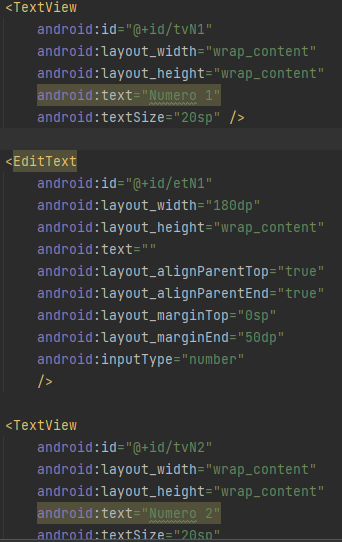 <TextView
android:id="@+id/tvN1"
android:layout_width="wrap_content"
android:layout_height="wrap_content"
android:text="Numero 1"
android:textSize="20sp" />
<EditText
android:id="@+id/etN1"
android:layout_width="180dp"
android:layout_height="wrap_content"
android:text=""
android:layout_alignParentTop="true"
android:layout_alignParentEnd="true"
android:layout_marginTop="0sp"
android:layout_marginEnd="50dp"
android:inputType="number"
/>
<TextView
android:id="@+id/tvN2"
android:layout_width="wrap_content"
android:layout_height="wrap_content"
android:text="Numero 2"
android:textSize="20sp"